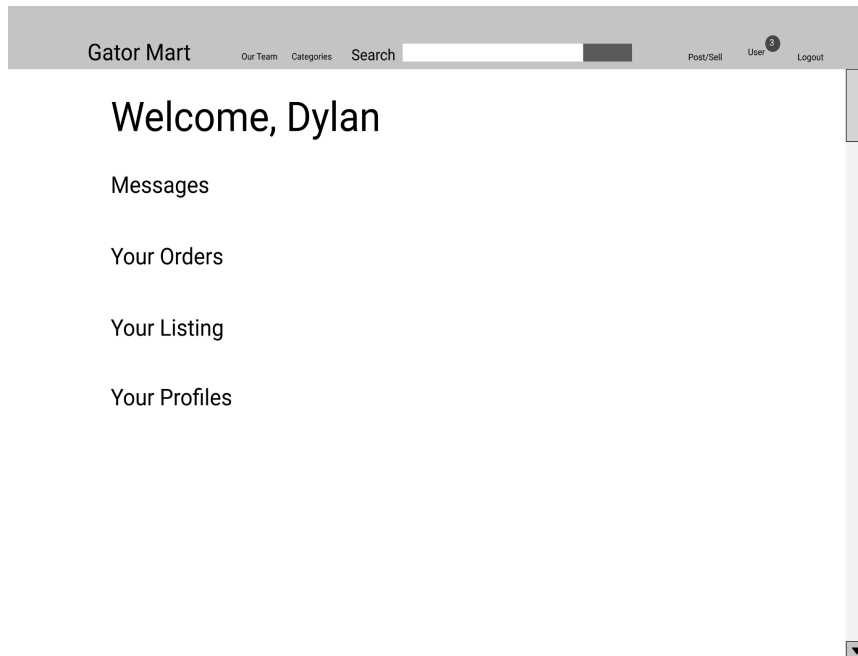 Gator Mart Our Team Categories Search Post/Sell User 3 Logout
Welcome, Dylan
Messages
Your Orders
Your Listing
Your Profiles